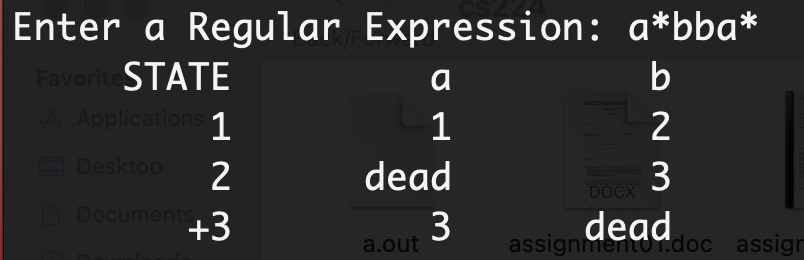 cs224
Enter a Regular Expression: a*bba*
Back/Forward
Favorites
STATE a b
Applications
1 1 2
Desktop
2 dead 3
DOCX
Documents
+3 3 dead
a.out assignment01.doc assig